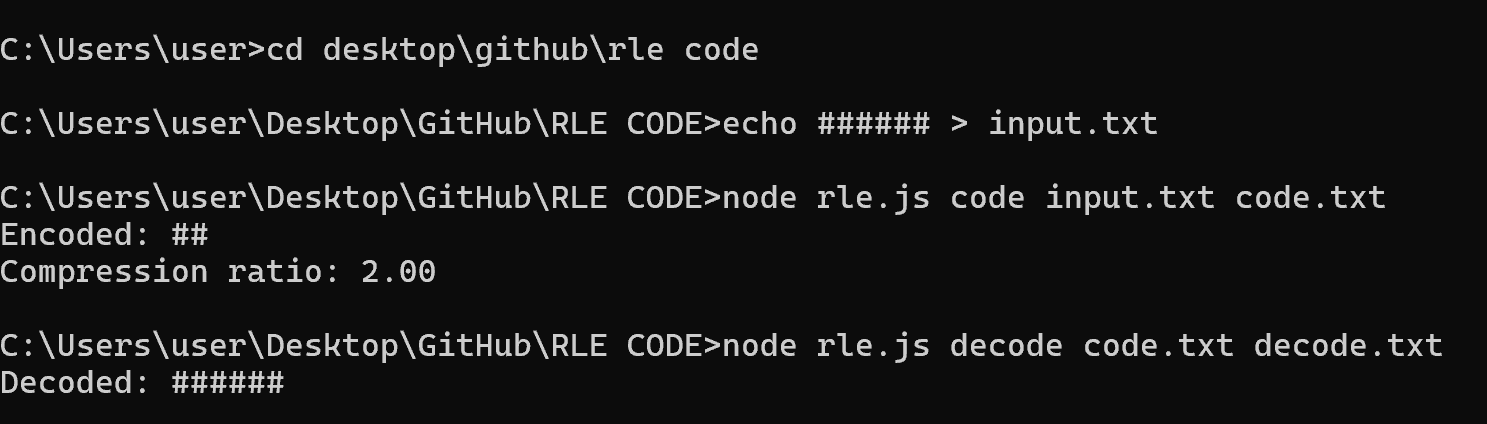 C:\Users\user>cd desktop\github\rle code
C:\Users\user\Desktop\GitHub\RLE CODE>echo ###### > input.txt
C:\Users\user\Desktop\GitHub\RLE CODE>node rle.js code input.txt code.txt
Encoded: ##
Compression ratio: 2.00
C:\Users\user\Desktop\GitHub\RLE CODE>node rle.js decode code.txt decode.txt
Decoded: ######